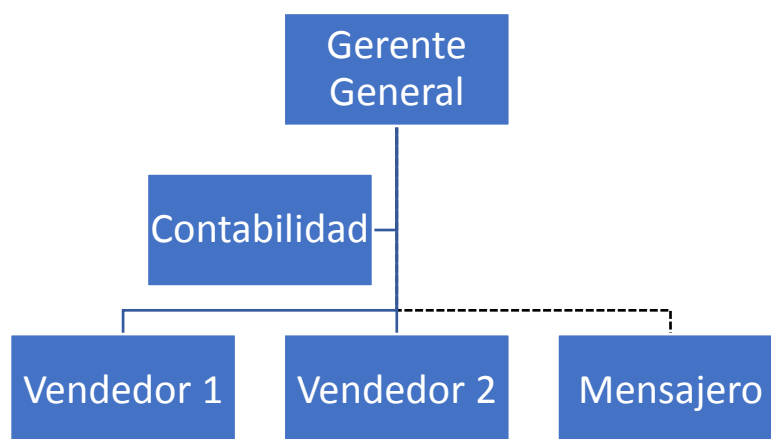 Gerente
General
Contabilidad
Vendedor 1
Vendedor 2
Mensajero